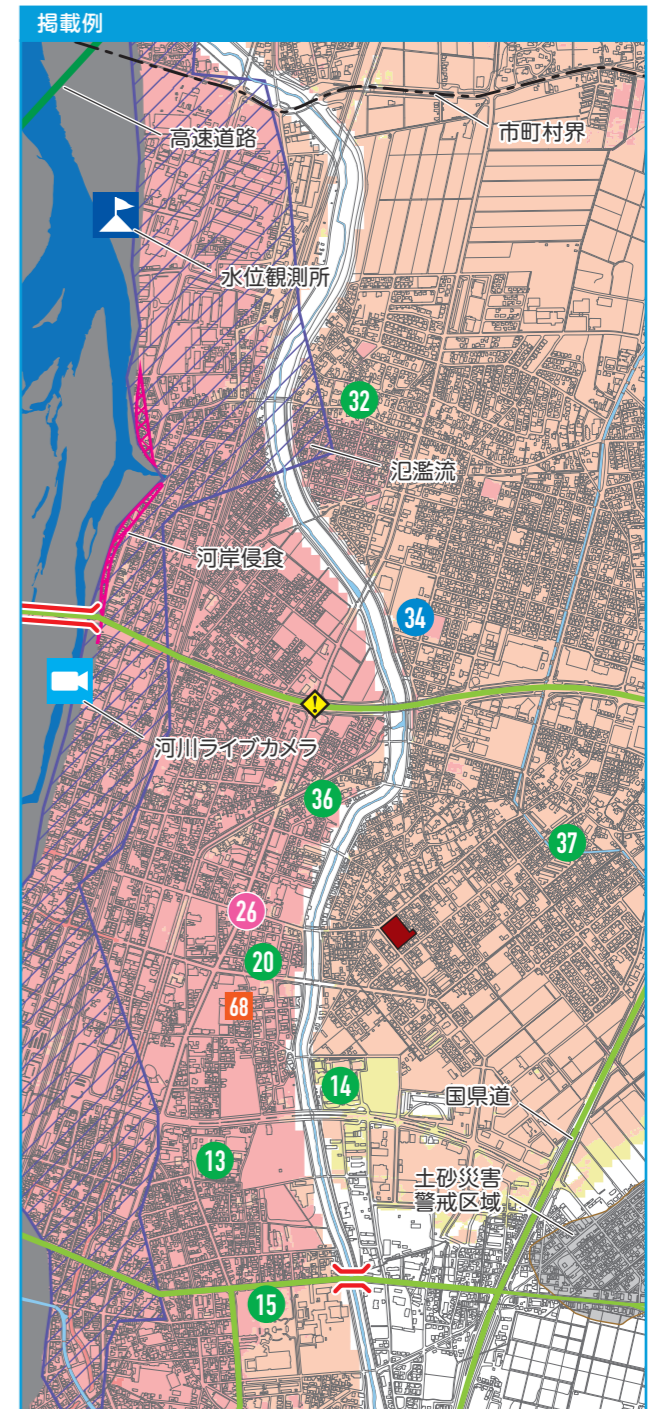 掲載例
高速道路
市町村界
水位観測所
32
氾濫流
河岸侵食
34
河川ライブカメラ
36
37
26
20
68
14
国県道
13
土砂災害
警戒区域
15